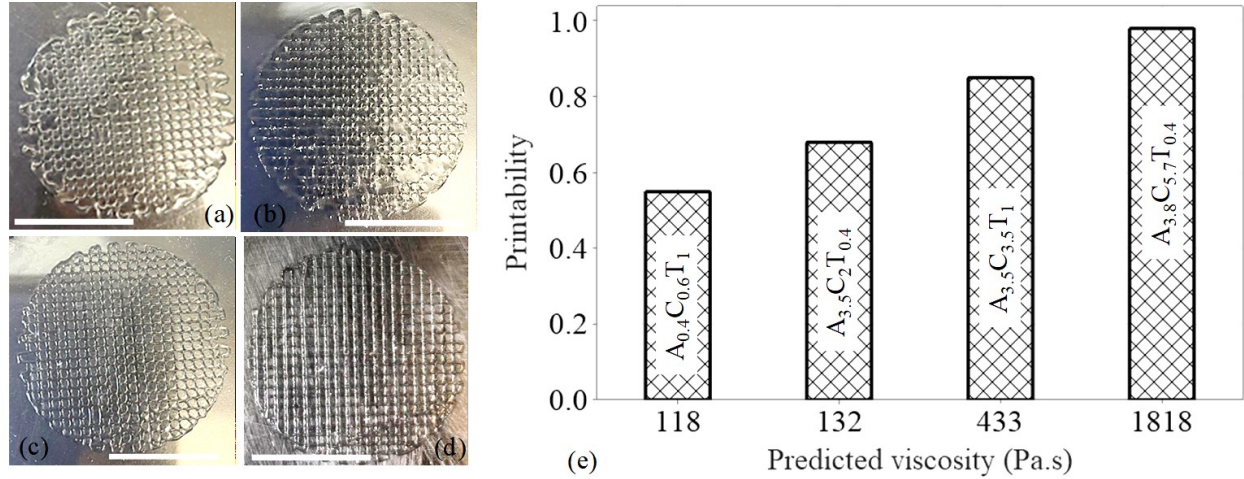 (a)
(b)
(c)
(d)
Printability
1.0
0.8
0.6
0.4
0.2
0.0
A0.4C0.6T1
A3.5C2T0.4
A3.5C3.5T1
A3.8C5.7T0.4
118 132 433 1818
(e) Predicted viscosity (Pa.s)